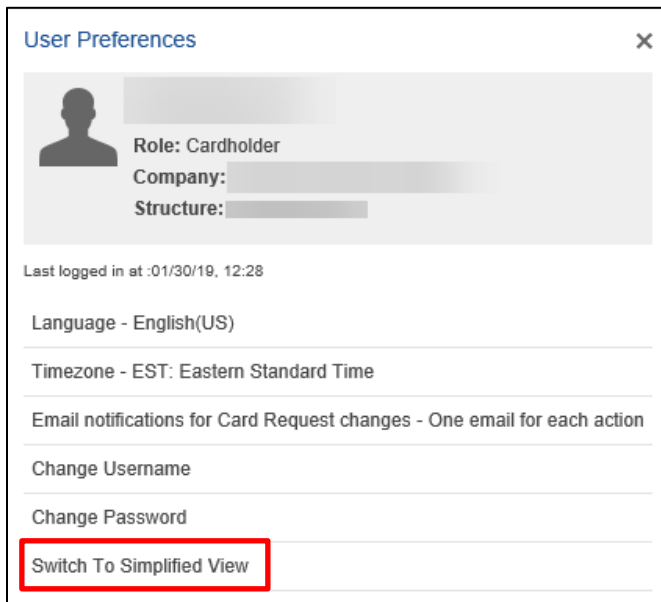 User Preferences
Role: Cardholder
Company:
Structure:
Last logged in at :01/30/19, 12:28
Language - English(US)
Timezone - EST: Eastern Standard Time
Email notifications for Card Request changes - One email for each action
Change Username
Change Password
Switch To Simplified View